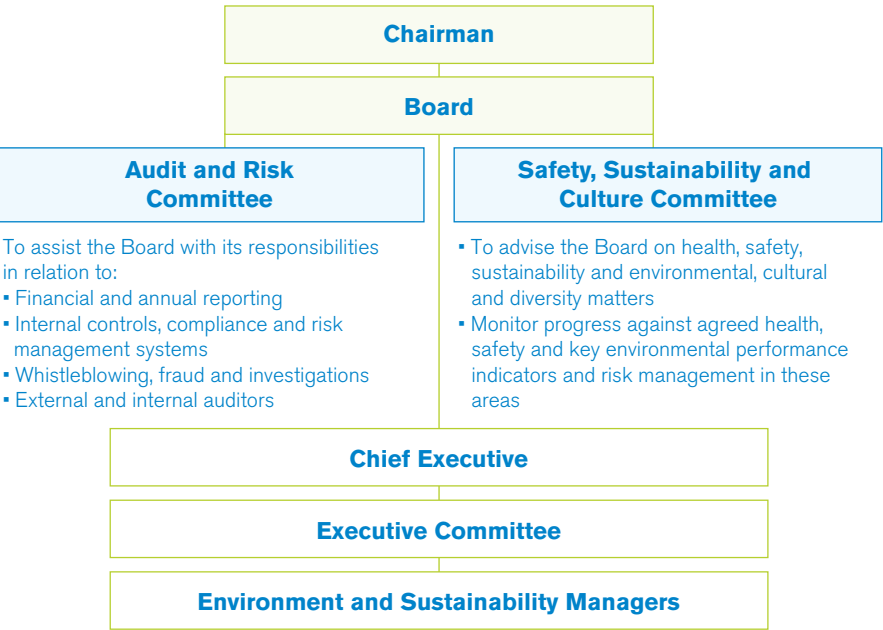 Chairman
Board
Audit and Risk
Committee
To assist the Board with its responsibilities
in relation to:
▪ Financial and annual reporting
▪ Internal controls, compliance and risk
management systems
▪ Whistleblowing, fraud and investigations
▪ External and internal auditors
Safety, Sustainability and
Culture Committee
▪ To advise the Board on health, safety,
sustainability and environmental, cultural
and diversity matters
▪ Monitor progress against agreed health,
safety and key environmental performance
indicators and risk management in these
areas
Chief Executive
Executive Committee
Environment and Sustainability Managers